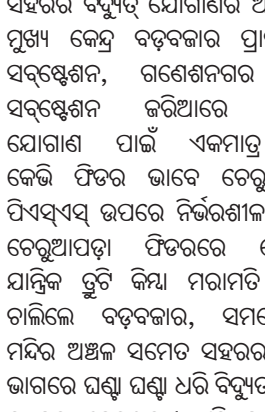 ସହରର ବିଦ୍ୟୁତ୍ ଯୋଗାଣର
ମୁଖ୍ୟ କେନ୍ଦ୍ର ବଡ଼ବଜାର
ସବ୍‌ଷ୍ଟେଶନ, ଗଣେଶନଗର
ସବ୍‌ଷ୍ଟେଶନ ଜରିଆରେ
ଯୋଗାଣ ପାଇଁ ଏକମାତ୍ର
କେଭି ଫିଡର ଭାବେ
ପିଏସ୍ଏସ୍ ଉପରେ ନିର୍ଭରଶୀଳ
ଚେରୁଆପଡ଼ା ଫିଡରରେ
ଯାନ୍ତ୍ରିକ ତ୍ରୁଟି କିମ୍ବା ମରାମତି
ଚାଲିଲେ ବଡ଼ବଜାର,
ମନ୍ଦିର ଅଞ୍ଚଳ ସମେତ ସହରର
ଭାଗରେ ଘଣ୍ଟା ଘଣ୍ଟା ଧରି